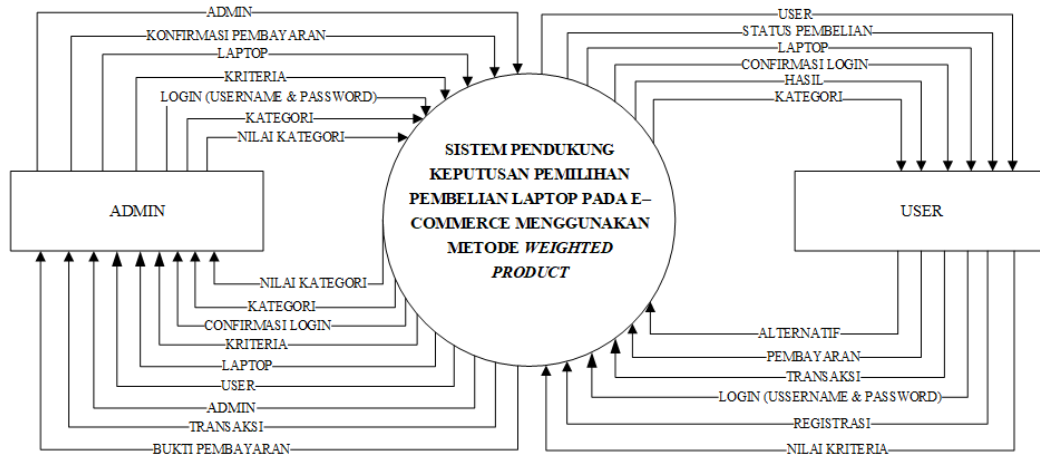 ADMIN
KONFIRMASI PEMBAYARAN
LAPTOP
KRITERIA
LOGIN (USERNAME & PASSWORD)
KATEGORI
NILAI KATEGORI
USER
STATUS PEMBELIAN
LAPTOP
CONFIRMASI LOGIN
HASIL
KATEGORI
ADMIN
SISTEM PENDUKUNG
KEPUTUSAN PEMILIHAN
PEMBELIAN LAPTOP PADA E–
COMMERCE MENGGUNAKAN
METODE WEIGHTED
PRODUCT
USER
NILAI KATEGORI
KATEGORI
CONFIRMASI LOGIN
KRITERIA
LAPTOP
USER
ADMIN
TRANSAKSI
BUKTI PEMBAYARAN
ALTERNATIF
PEMBAYARAN
TRANSAKSI
LOGIN (USSERNAME & PASSWORD)
REGISTRASI
NILAI KRITERIA